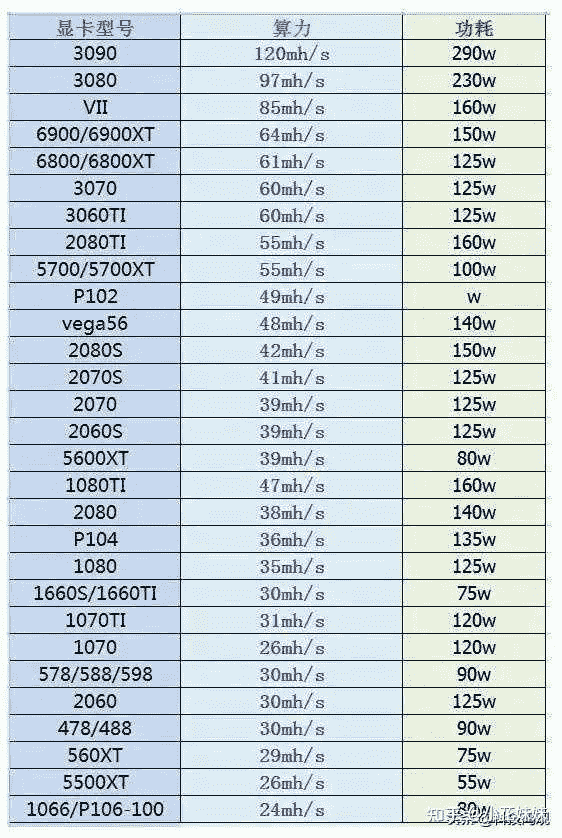 显卡型号 算力 功耗
3090 120mh/s 290w
3080 97mh/s 230w
VII 85mh/s 160w
6900/6900XT 64mh/s 150w
6800/6800XT 61mh/s 125w
3070 60mh/s 125w
3060TI 60mh/s 125w
2080TI 55mh/s 160w
5700/5700XT 55mh/s 100w
P102 49mh/s w
vega56 48mh/s 140w
2080S 42mh/s 150w
2070S 41mh/s 125w
2070 39mh/s 125w
2060S 39mh/s 125w
5600XT 39mh/s 80w
1080TI 47mh/s 160w
2080 38mh/s 140w
P104 36mh/s 135w
1080 35mh/s 125w
1660S/1660TI 30mh/s 75w
1070TI 31mh/s 120w
1070 26mh/s 120w
578/588/598 30mh/s 90w
2060 30mh/s 125w
478/488 30mh/s 90w
560XT 29mh/s 75w
5500XT 26mh/s 55w
1066/P106-100 24mh/s 80w
知乎